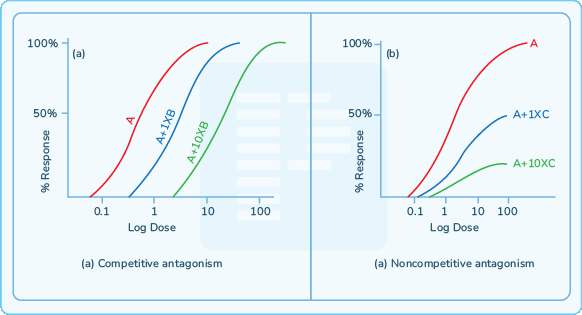 100%
(a)
50%
% Response
A
A+1XB
A+10XB
0.1 1 10 100
Log Dose
(a) Competitive antagonism
100%
(b)
50%
% Response
A
A+1XC
A+10XC
0.1 1 10 100
Log Dose
(a) Noncompetitive antagonism